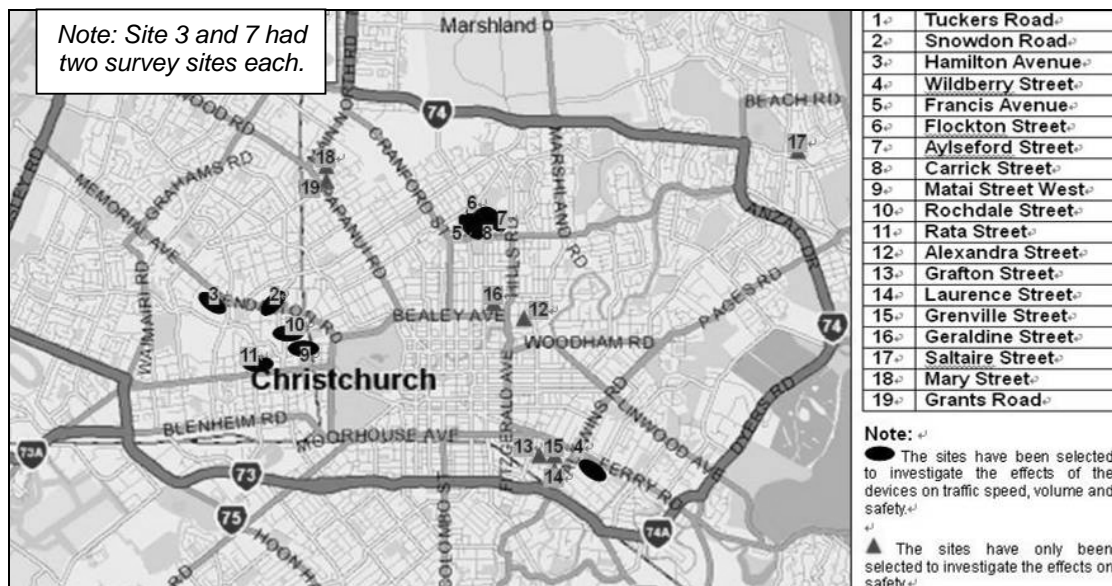 Note: Site 3 and 7 had
two survey sites each.
Marshland
MAIN NORTH RD
74
BEACH RD
17
CRANFORD ST
MARSHLAND RD
GRAHAMS RD
MEMORIAL AVE
18
19
PAPANUI RD
6
7
5
8
HILLS RD
ANZAC DR
WAIMAIRI RD
3
2
16
12
BEALEY AVE
PAGES RD
10
9
11
WOODHAM RD
74
Christchurch
FITZGERALD AVE
LINWOOD AVE
DYERS RD
BLENHEIM RD
MOORHOUSE AVE
73A
13
15
4
14
FERRY RD
73
COLOMBO ST
75
74A
RD
1 Tuckers Road
2 Snowdon Road
3 Hamilton Avenue
4 Wildberry Street
5 Francis Avenue
6 Flockton Street
7 Aylseford Street
8 Carrick Street
9 Matai Street West
10 Rochdale Street
11 Rata Street
12 Alexandra Street
13 Grafton Street
14 Laurence Street
15 Grenville Street
16 Geraldine Street
17 Saltaire Street
18 Mary Street
19 Grants Road
Note:
The sites have been selected
to investigate the effects of the
devices on traffic speed, volume and
safety.
The sites have only been
selected to investigate the effects on
safety.